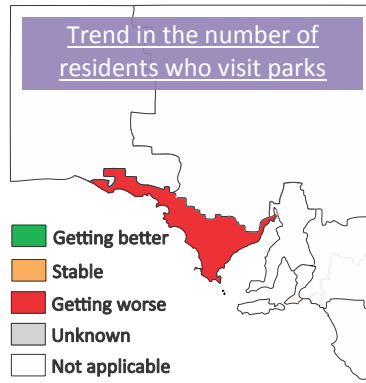 Trend in the number of
residents who visit parks
Getting better
Stable
Getting worse
Unknown
Not applicable